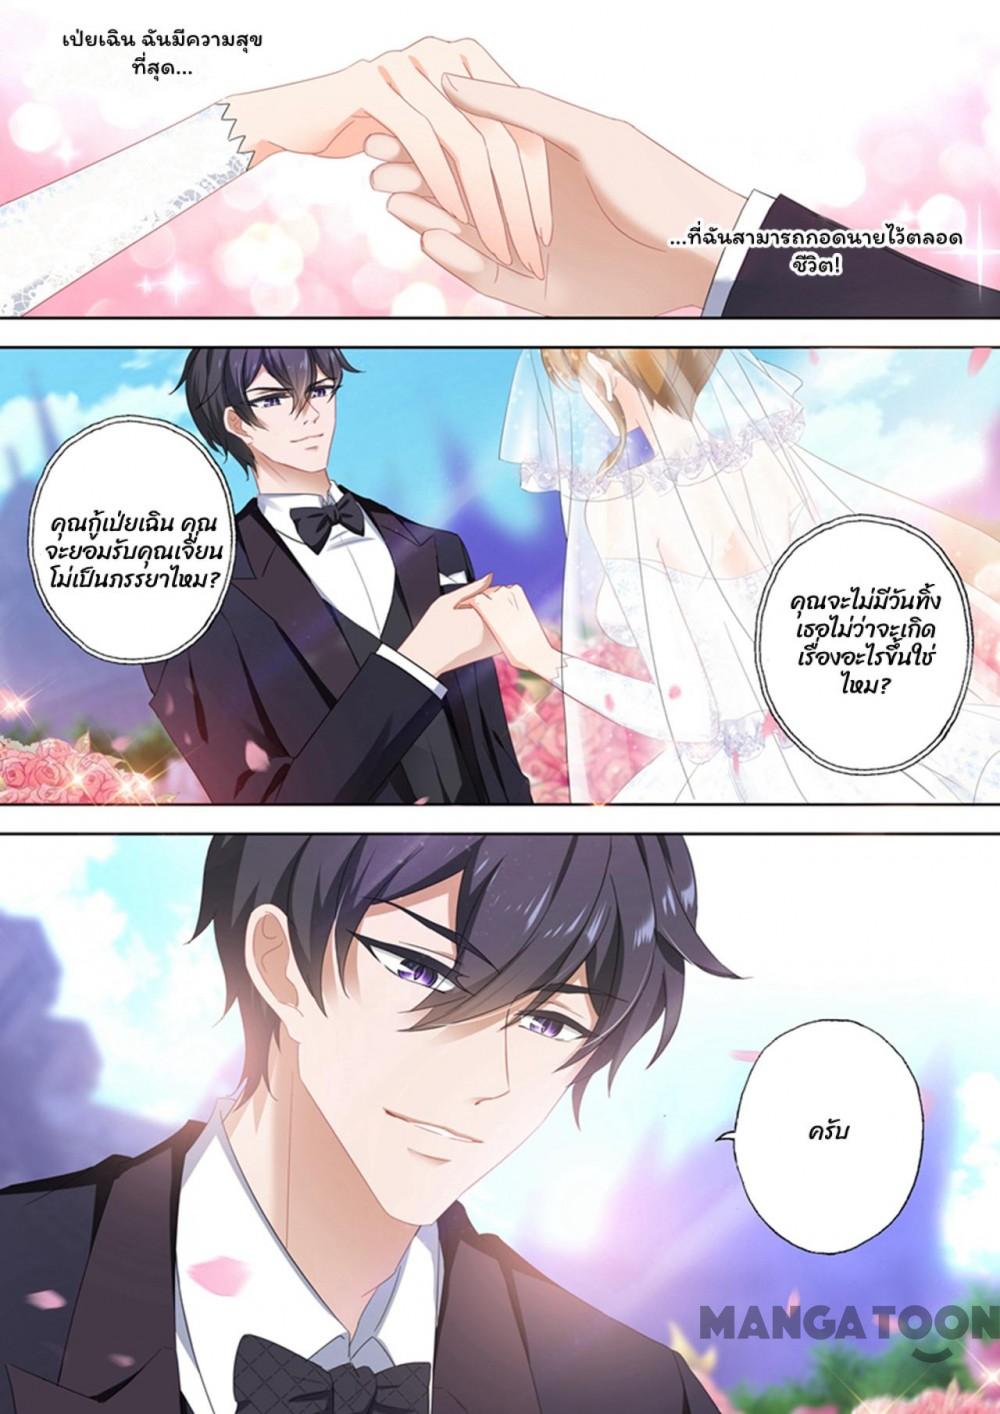 เป่ยเฉิน ฉันมีความสุข
ที่สุด...
...ที่ฉันสามารถกอดนายไว้ตลอด
ชีวิต!
คุณกู้เป่ยเฉิน คุณ
จะยอมรับคุณเจี่ยน
โม่เป็นภรรยาไหม?
คุณจะไม่มีวันทิ้ง
เธอไม่ว่าจะเกิด
เรื่องอะไรขึ้นใช่
ไหม?
ครับ
MANGATOON